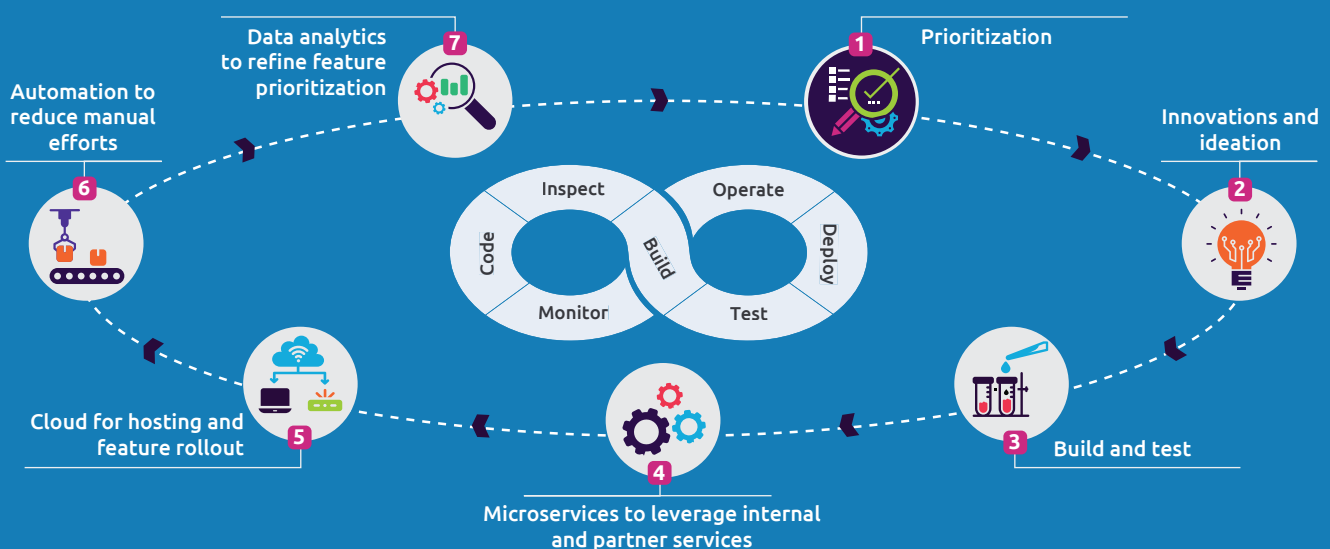 7
Data analytics
to refine feature
prioritization
1
Prioritization
Automation to
reduce manual
efforts
6
Innovations and
ideation
2
Inspect
Operate
Code
Build
Deploy
Monitor
Test
Cloud for hosting and
feature rollout
5
3
Build and test
4
Microservices to leverage internal
and partner services